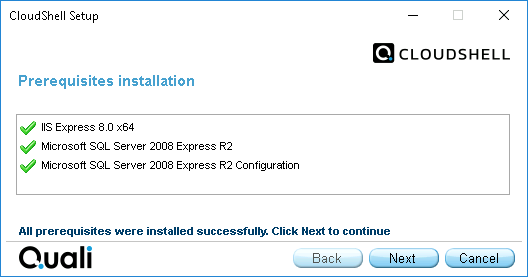 CloudShell Setup
CLOUDSHELL
Prerequisites installation
IIS Express 8.0 x64
Microsoft SQL Server 2008 Express R2
Microsoft SQL Server 2008 Express R2 Configuration
All prerequisites were installed successfully. Click Next to continue
Quali
Back
Next
Cancel